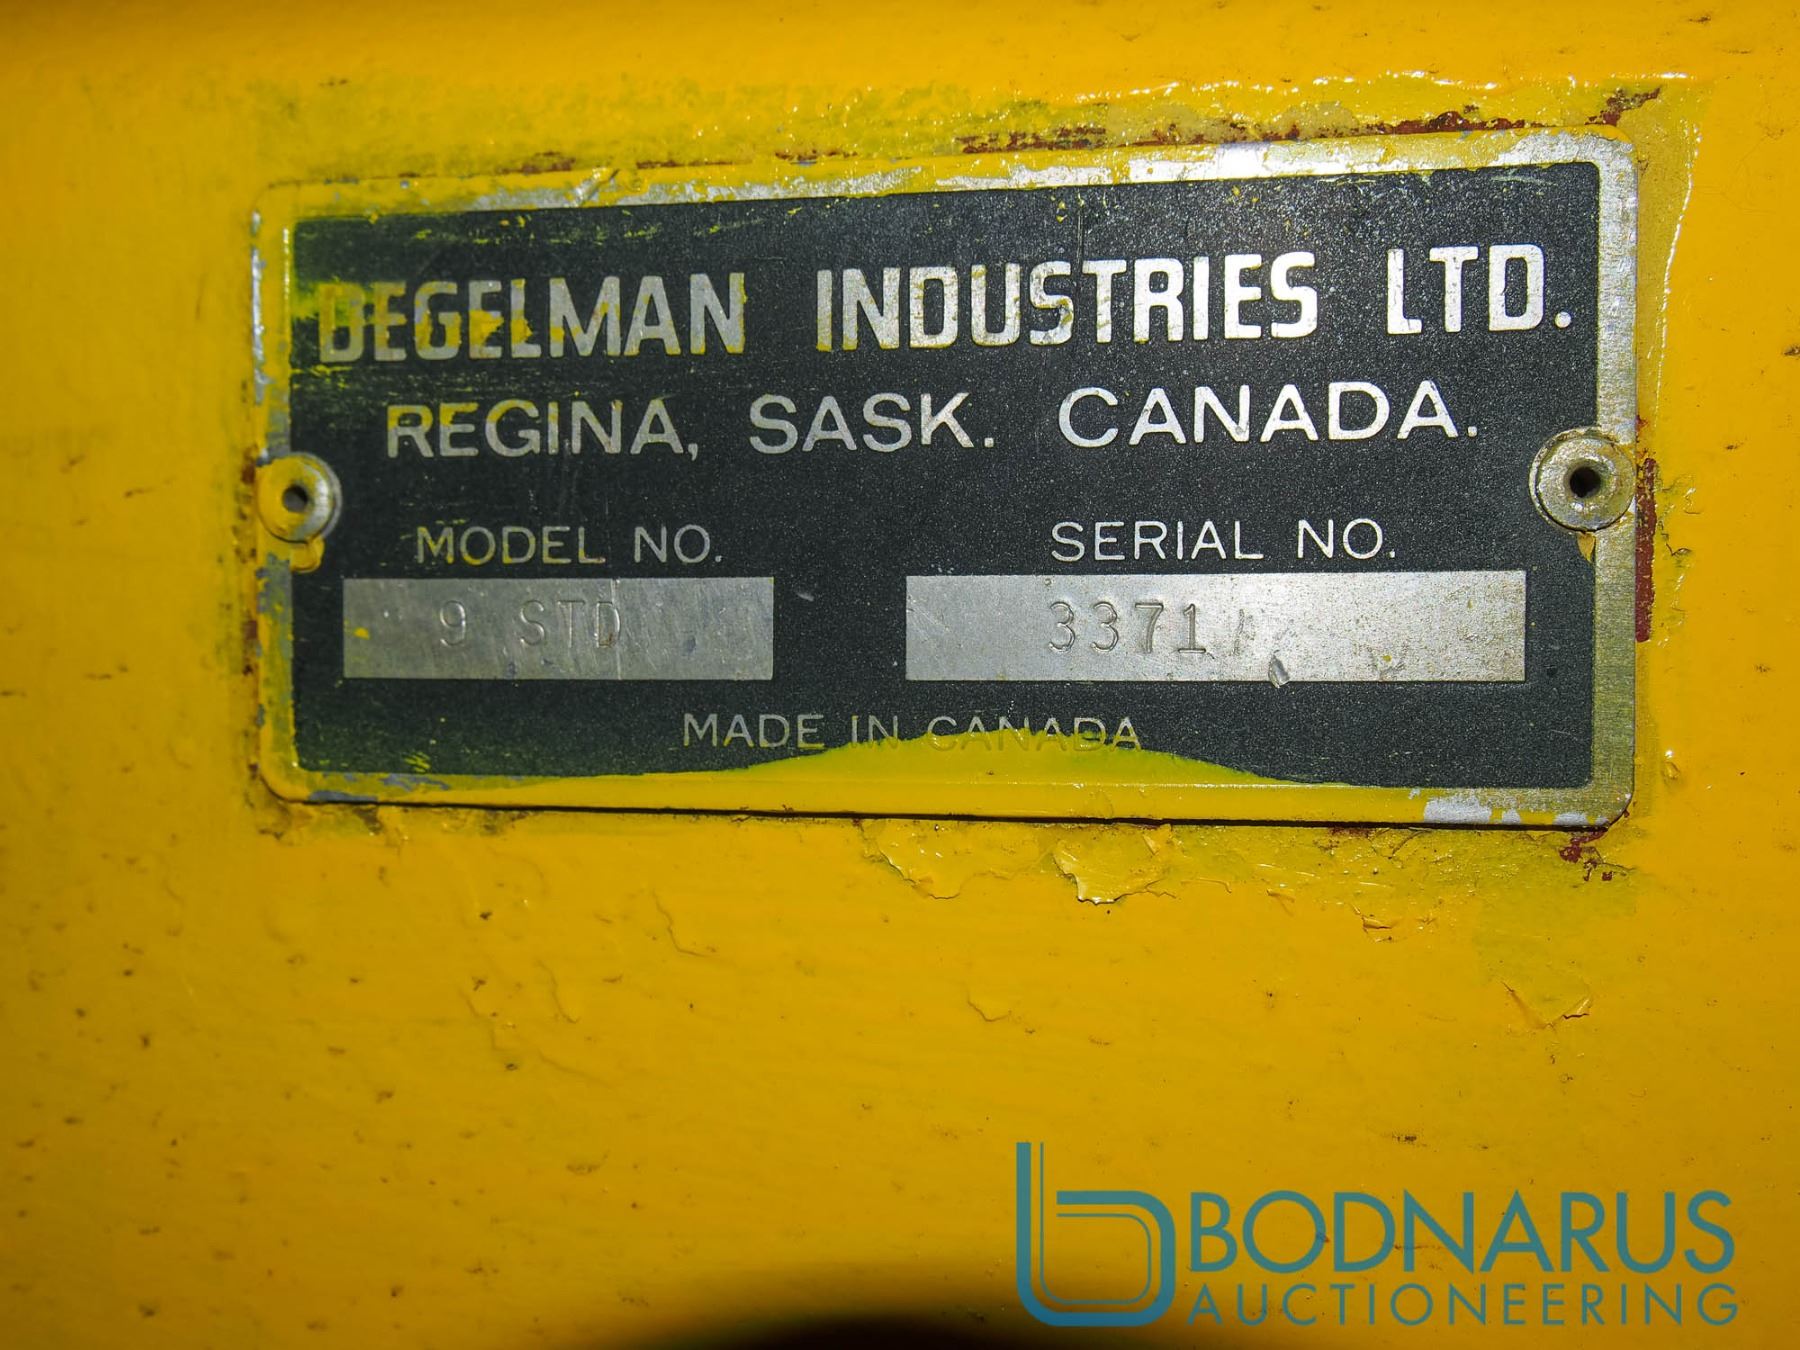 DEGELMAN INDUSTRIES LTD.
REGINA, SASK. CANADA.
MODEL NO. SERIAL NO.
9 STD 3371
MADE IN CANADA
BODNARUS
AUCTIONEERING